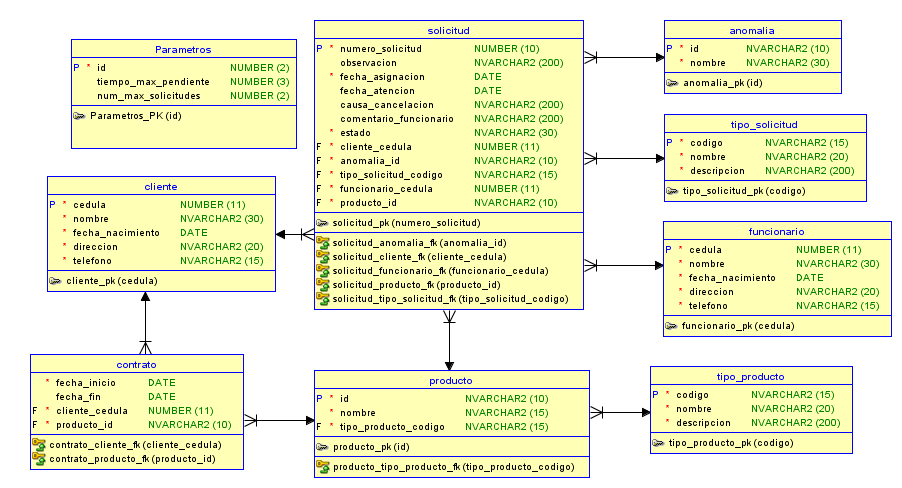 Parametros
P * id NUMBER (2)
tiempo_max_pendiente NUMBER (3)
num_max_solicitudes NUMBER (2)
Parametros_PK (id)
solicitud
P * numero_solicitud NUMBER (10)
observacion NVARCHAR2 (200)
* fecha_asignacion DATE
fecha_atencion DATE
causa_cancelacion NVARCHAR2 (200)
comentario_funcionario NVARCHAR2 (200)
* estado NVARCHAR2 (30)
F * cliente_cedula NUMBER (11)
F * anomalia_id NVARCHAR2 (10)
F * tipo_solicitud_codigo NVARCHAR2 (15)
F * funcionario_cedula NUMBER (11)
F * producto_id NVARCHAR2 (10)
solicitud_pk (numero_solicitud)
solicitud_anomalia_fk (anomalia_id)
solicitud_cliente_fk (cliente_cedula)
solicitud_funcionario_fk (funcionario_cedula)
solicitud_producto_fk (producto_id)
solicitud_tipo_solicitud_fk (tipo_solicitud_codigo)
anomalia
P * id NVARCHAR2 (10)
* nombre NVARCHAR2 (30)
anomalia_pk (id)
tipo_solicitud
P * codigo NVARCHAR2 (15)
* nombre NVARCHAR2 (20)
* descripcion NVARCHAR2 (200)
tipo_solicitud_pk (codigo)
cliente
P * cedula NUMBER (11)
* nombre NVARCHAR2 (30)
* fecha_nacimiento DATE
* direccion NVARCHAR2 (20)
* telefono NVARCHAR2 (15)
cliente_pk (cedula)
funcionario
P * cedula NUMBER (11)
* nombre NVARCHAR2 (30)
* fecha_nacimiento DATE
* direccion NVARCHAR2 (20)
* telefono NVARCHAR2 (15)
funcionario_pk (cedula)
contrato
* fecha_inicio DATE
fecha_fin DATE
F * cliente_cedula NUMBER (11)
F * producto_id NVARCHAR2 (10)
contrato_cliente_fk (cliente_cedula)
contrato_producto_fk (producto_id)
producto
P * id NVARCHAR2 (10)
* nombre NVARCHAR2 (15)
F * tipo_producto_codigo NVARCHAR2 (15)
producto_pk (id)
producto_tipo_producto_fk (tipo_producto_codigo)
tipo_producto
P * codigo NVARCHAR2 (15)
* nombre NVARCHAR2 (20)
* descripcion NVARCHAR2 (200)
tipo_producto_pk (codigo)